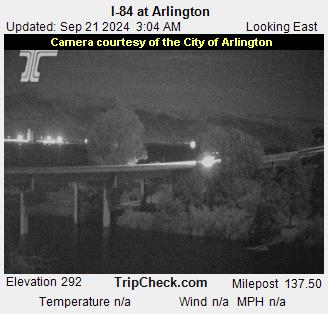 I-84 at Arlington
Updated: Sep 21 2024 3:04 AM Looking East
Camera courtesy of the City of Arlington
Elevation 292 TripCheck.com Milepost 137.50
Temperature n/a Wind n/a MPH n/a